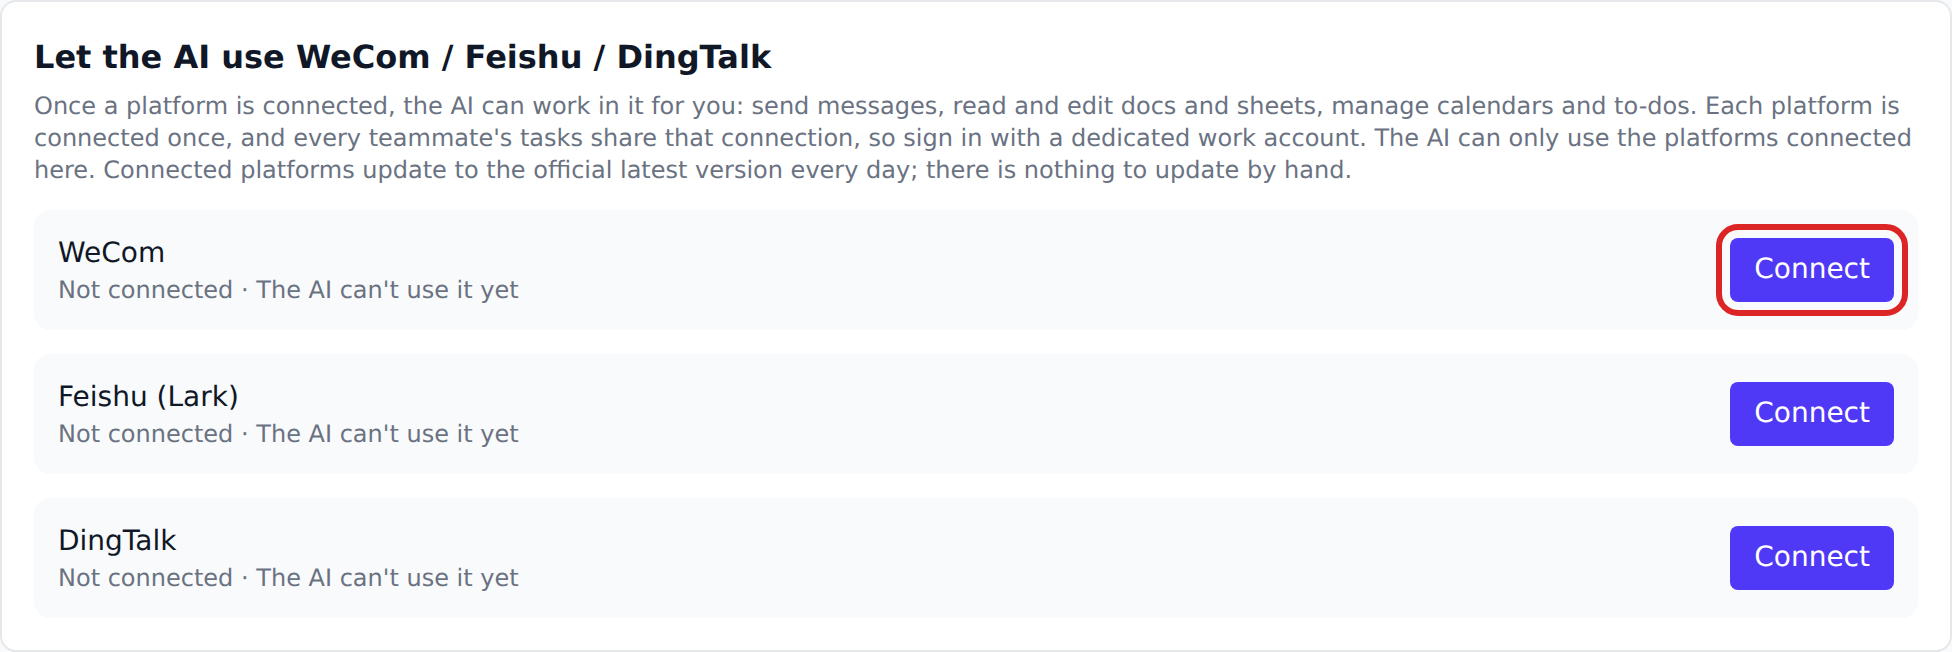 Let the AI use WeCom / Feishu / DingTalk
Once a platform is connected, the AI can work in it for you: send messages, read and edit docs and sheets, manage calendars and to-dos. Each platform is
connected once, and every teammate's tasks share that connection, so sign in with a dedicated work account. The AI can only use the platforms connected
here. Connected platforms update to the official latest version every day; there is nothing to update by hand.
WeCom
Not connected · The AI can't use it yet
Connect
Feishu (Lark)
Not connected · The AI can't use it yet
Connect
DingTalk
Not connected · The AI can't use it yet
Connect